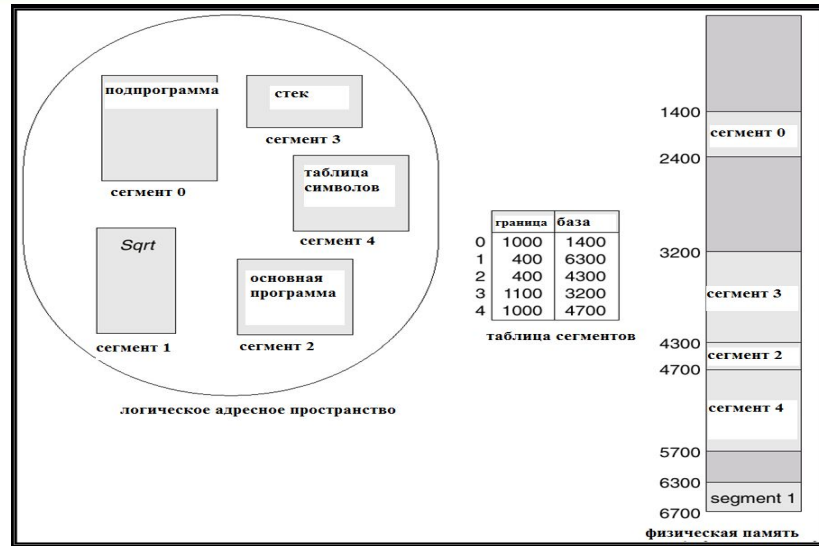 подпрограмма
сегмент 0
стек
сегмент 3
таблица
символов
сегмент 4
Sqrt
сегмент 1
основная
программа
сегмент 2
логическое адресное пространство
граница база
0 1000 1400
1 400 6300
2 400 4300
3 1100 3200
4 1000 4700
таблица сегментов
1400
сегмент 0
2400
3200
сегмент 3
4300
сегмент 2
4700
сегмент 4
5700
6300
segment 1
6700
физическая память